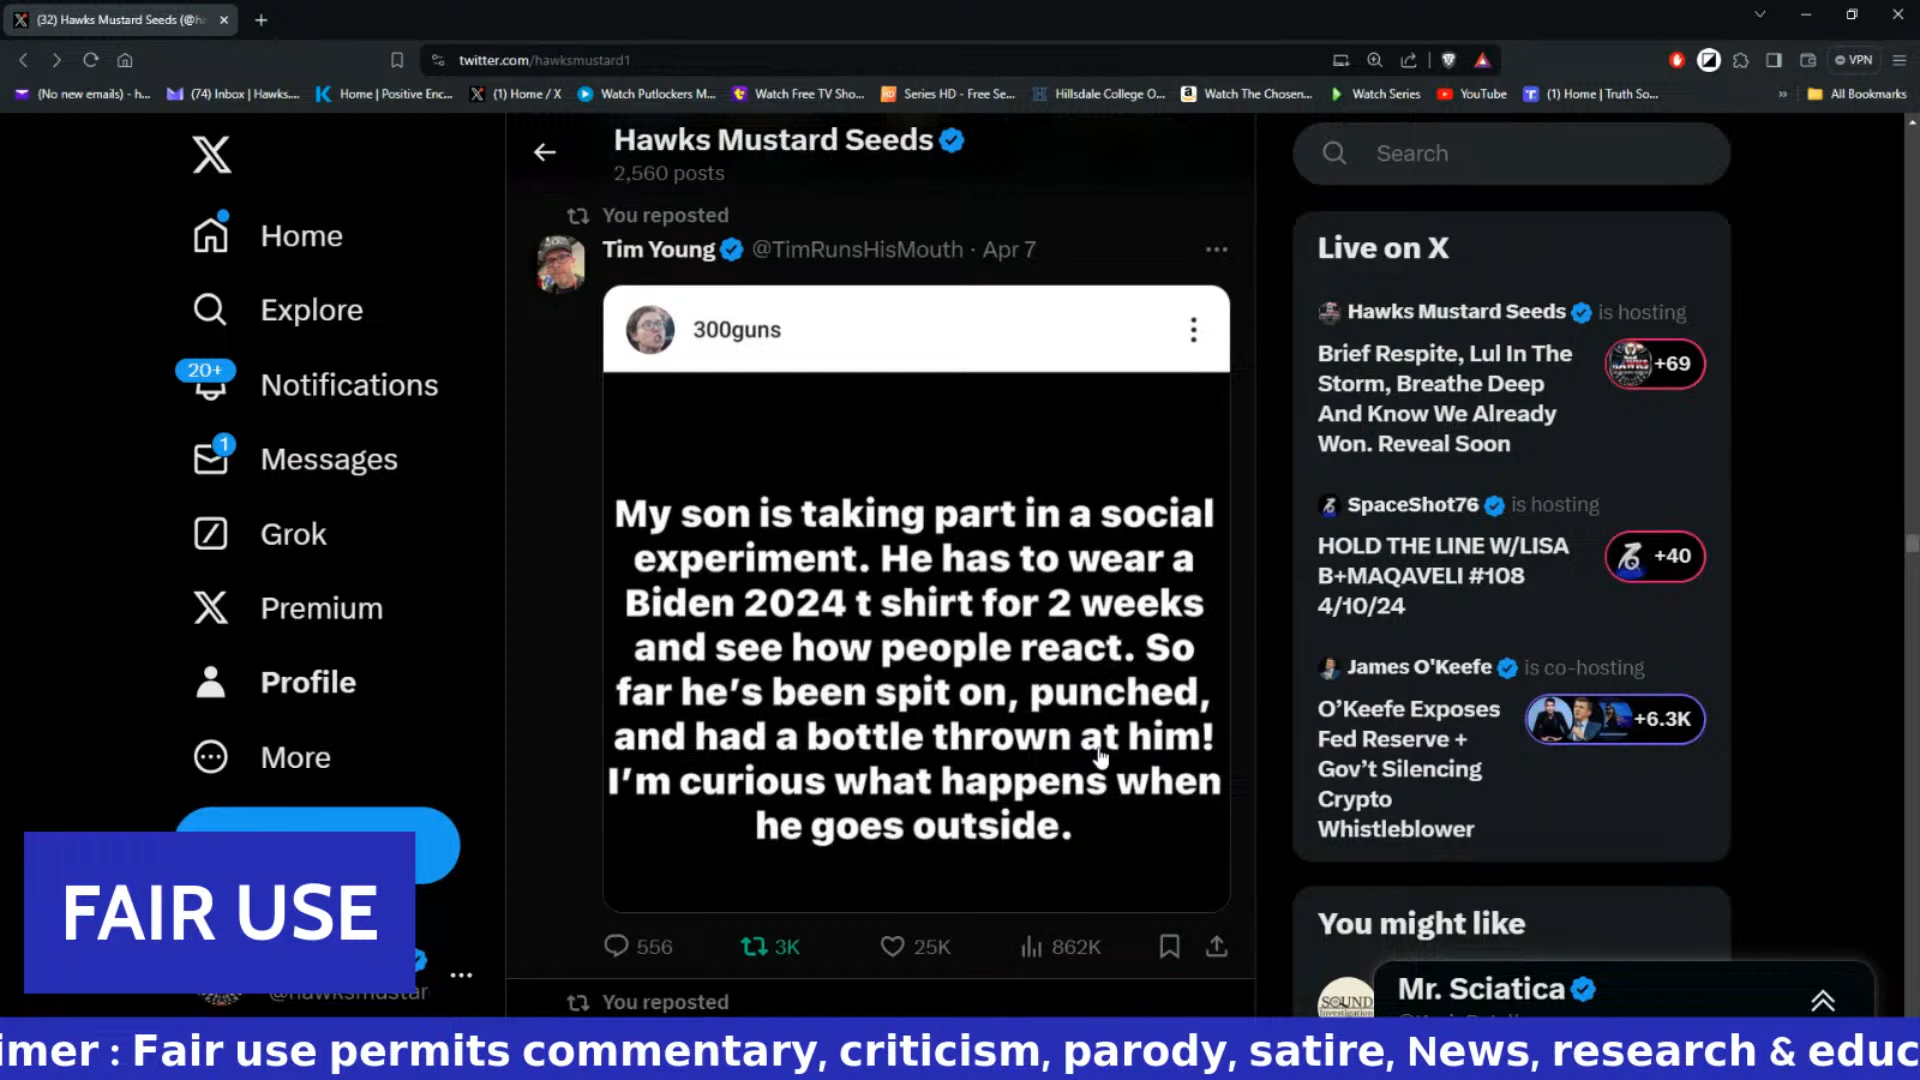 (32) Hawks Mustard Seeds (@h
twitter.com/hawksmustard1
VPN
(No new emails) – h...
(74) Inbox | Hawks....
Home | Positive Enc...
(1) Home / X
Watch Putlockers M...
Watch Free TV Sho...
Series HD - Free Se...
Hillsdale College O...
Watch The Chosen...
Watch Series
YouTube
(1) Home | Truth So...
»
All Bookmarks
Home
Explore
20+
Notifications
1
Messages
Grok
Premium
Profile
More
Hawks Mustard Seeds
2,560 posts
You reposted
Tim Young @TimRunsHisMouth · Apr 7
300guns
My son is taking part in a social
experiment. He has to wear a
Biden 2024 t shirt for 2 weeks
and see how people react. So
far he's been spit on, punched,
and had a bottle thrown at him!
I'm curious what happens when
he goes outside.
556
3K
25K
862K
You reposted
Search
Live on X
Hawks Mustard Seeds is hosting
Brief Respite, Lul In The
Storm, Breathe Deep
And Know We Already
Won. Reveal Soon
+69
SpaceShot76 is hosting
HOLD THE LINE W/LISA
B+MAQAVELI #108
4/10/24
+40
James O'Keefe is co-hosting
O'Keefe Exposes
Fed Reserve +
Gov't Silencing
Crypto
Whistleblower
+6.3K
You might like
SOUND
Investigation
Mr. Sciatica
FAIR USE
@hawksmustar
imer : Fair use permits commentary, criticism, parody, satire, News, research & educ